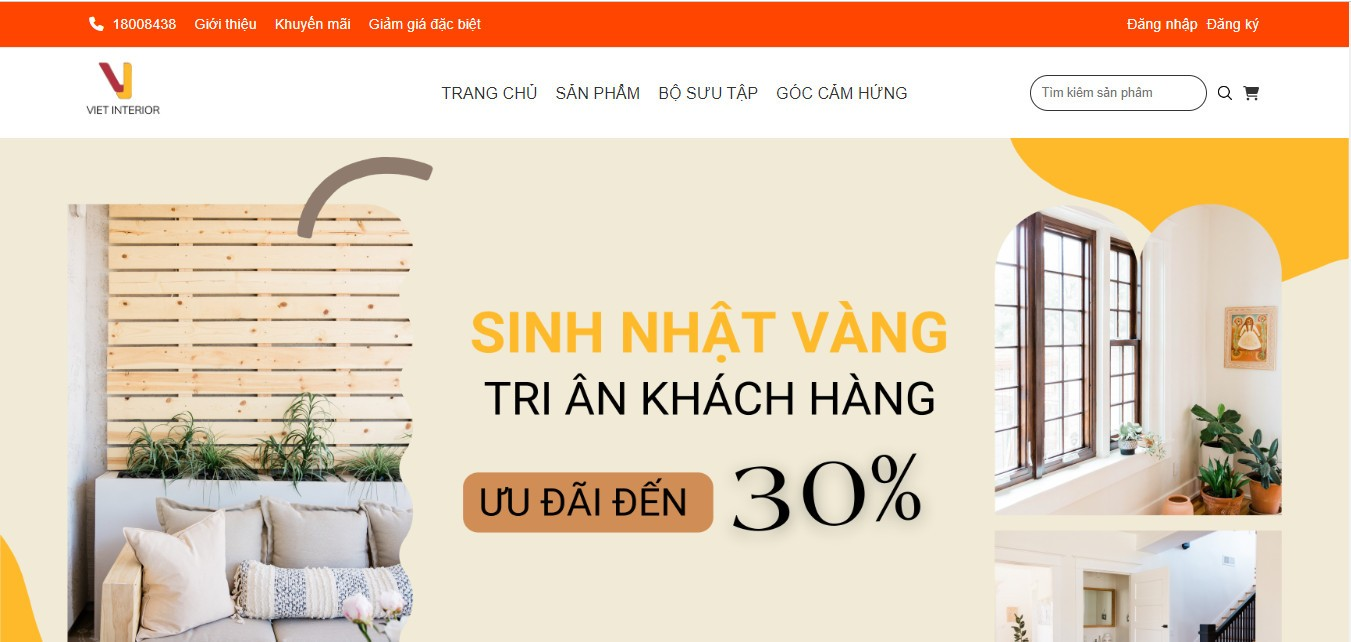 18008438 Giới thiệu Khuyến mãi Giảm giá đặc biệt Đăng nhập Đăng ký
VIET INTERIOR
TRANG CHỦ SẢN PHẨM BỘ SƯU TẬP GÓC CẢM HỨNG
Tìm kiếm sản phẩm
SINH NHẬT VÀNG
TRI ÂN KHÁCH HÀNG
ƯU ĐÃI ĐẾN 30%